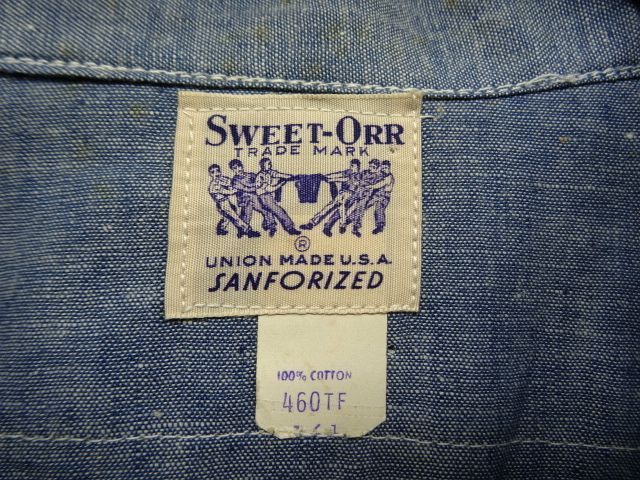 SWEET-ORR
TRADE MARK
®
UNION MADE U.S.A.
SANFORIZED
100% COTTON
460TF